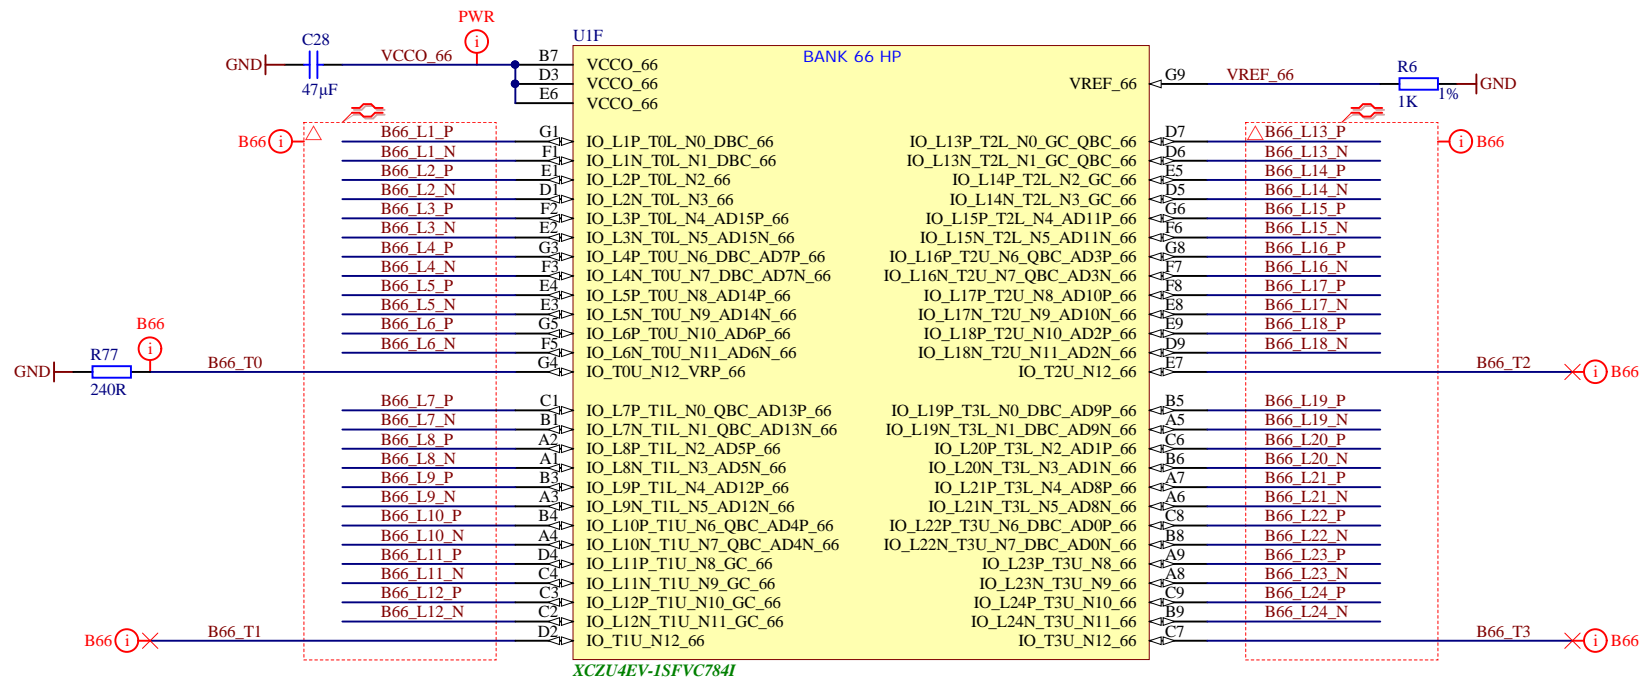 PWR
C28
U1F
GND
VCCO_66
47µF
BANK 66 HP
B7 VCCO_66
D3 VCCO_66
E6 VCCO_66
VREF_66 G9 VREF_66
R6
1K
1%
GND
B66
B66
B66_L1_P G1 IO_L1P_T0L_N0_DBC_66
B66_L1_N F1 IO_L1N_T0L_N1_DBC_66
B66_L2_P E1 IO_L2P_T0L_N2_66
B66_L2_N D1 IO_L2N_T0L_N3_66
B66_L3_P F2 IO_L3P_T0L_N4_AD15P_66
B66_L3_N E2 IO_L3N_T0L_N5_AD15N_66
B66_L4_P G3 IO_L4P_T0U_N6_DBC_AD7P_66
B66_L4_N F3 IO_L4N_T0U_N7_DBC_AD7N_66
B66_L5_P E4 IO_L5P_T0U_N8_AD14P_66
B66_L5_N E3 IO_L5N_T0U_N9_AD14N_66
B66_L6_P G5 IO_L6P_T0U_N10_AD6P_66
B66_L6_N F5 IO_L6N_T0U_N11_AD6N_66
B66
R77
GND
240R
B66_T0 G4 IO_T0U_N12_VRP_66
B66_L7_P C1 IO_L7P_T1L_N0_QBC_AD13P_66
B66_L7_N B1 IO_L7N_T1L_N1_QBC_AD13N_66
B66_L8_P A2 IO_L8P_T1L_N2_AD5P_66
B66_L8_N A1 IO_L8N_T1L_N3_AD5N_66
B66_L9_P B3 IO_L9P_T1L_N4_AD12P_66
B66_L9_N A3 IO_L9N_T1L_N5_AD12N_66
B66_L10_P B4 IO_L10P_T1U_N6_QBC_AD4P_66
B66_L10_N A4 IO_L10N_T1U_N7_QBC_AD4N_66
B66_L11_P D4 IO_L11P_T1U_N8_GC_66
B66_L11_N C4 IO_L11N_T1U_N9_GC_66
B66_L12_P C3 IO_L12P_T1U_N10_GC_66
B66_L12_N C2 IO_L12N_T1U_N11_GC_66
B66 B66_T1 D2 IO_T1U_N12_66
IO_L13P_T2L_N0_GC_QBC_66 D7 B66_L13_P
IO_L13N_T2L_N1_GC_QBC_66 D6 B66_L13_N
IO_L14P_T2L_N2_GC_66 E5 B66_L14_P
IO_L14N_T2L_N3_GC_66 D5 B66_L14_N
IO_L15P_T2L_N4_AD11P_66 G6 B66_L15_P
IO_L15N_T2L_N5_AD11N_66 F6 B66_L15_N
IO_L16P_T2U_N6_QBC_AD3P_66 G8 B66_L16_P
IO_L16N_T2U_N7_QBC_AD3N_66 F7 B66_L16_N
IO_L17P_T2U_N8_AD10P_66 F8 B66_L17_P
IO_L17N_T2U_N9_AD10N_66 E8 B66_L17_N
IO_L18P_T2U_N10_AD2P_66 E9 B66_L18_P
IO_L18N_T2U_N11_AD2N_66 D9 B66_L18_N
IO_T2U_N12_66 E7 B66_T2 B66
IO_L19P_T3L_N0_DBC_AD9P_66 B5 B66_L19_P
IO_L19N_T3L_N1_DBC_AD9N_66 A5 B66_L19_N
IO_L20P_T3L_N2_AD1P_66 C6 B66_L20_P
IO_L20N_T3L_N3_AD1N_66 B6 B66_L20_N
IO_L21P_T3L_N4_AD8P_66 A7 B66_L21_P
IO_L21N_T3L_N5_AD8N_66 A6 B66_L21_N
IO_L22P_T3U_N6_DBC_AD0P_66 C8 B66_L22_P
IO_L22N_T3U_N7_DBC_AD0N_66 B8 B66_L22_N
IO_L23P_T3U_N8_66 A9 B66_L23_P
IO_L23N_T3U_N9_66 A8 B66_L23_N
IO_L24P_T3U_N10_66 C9 B66_L24_P
IO_L24N_T3U_N11_66 B9 B66_L24_N
IO_T3U_N12_66 C7 B66_T3 B66
XCZU4EV-1SFVC784I